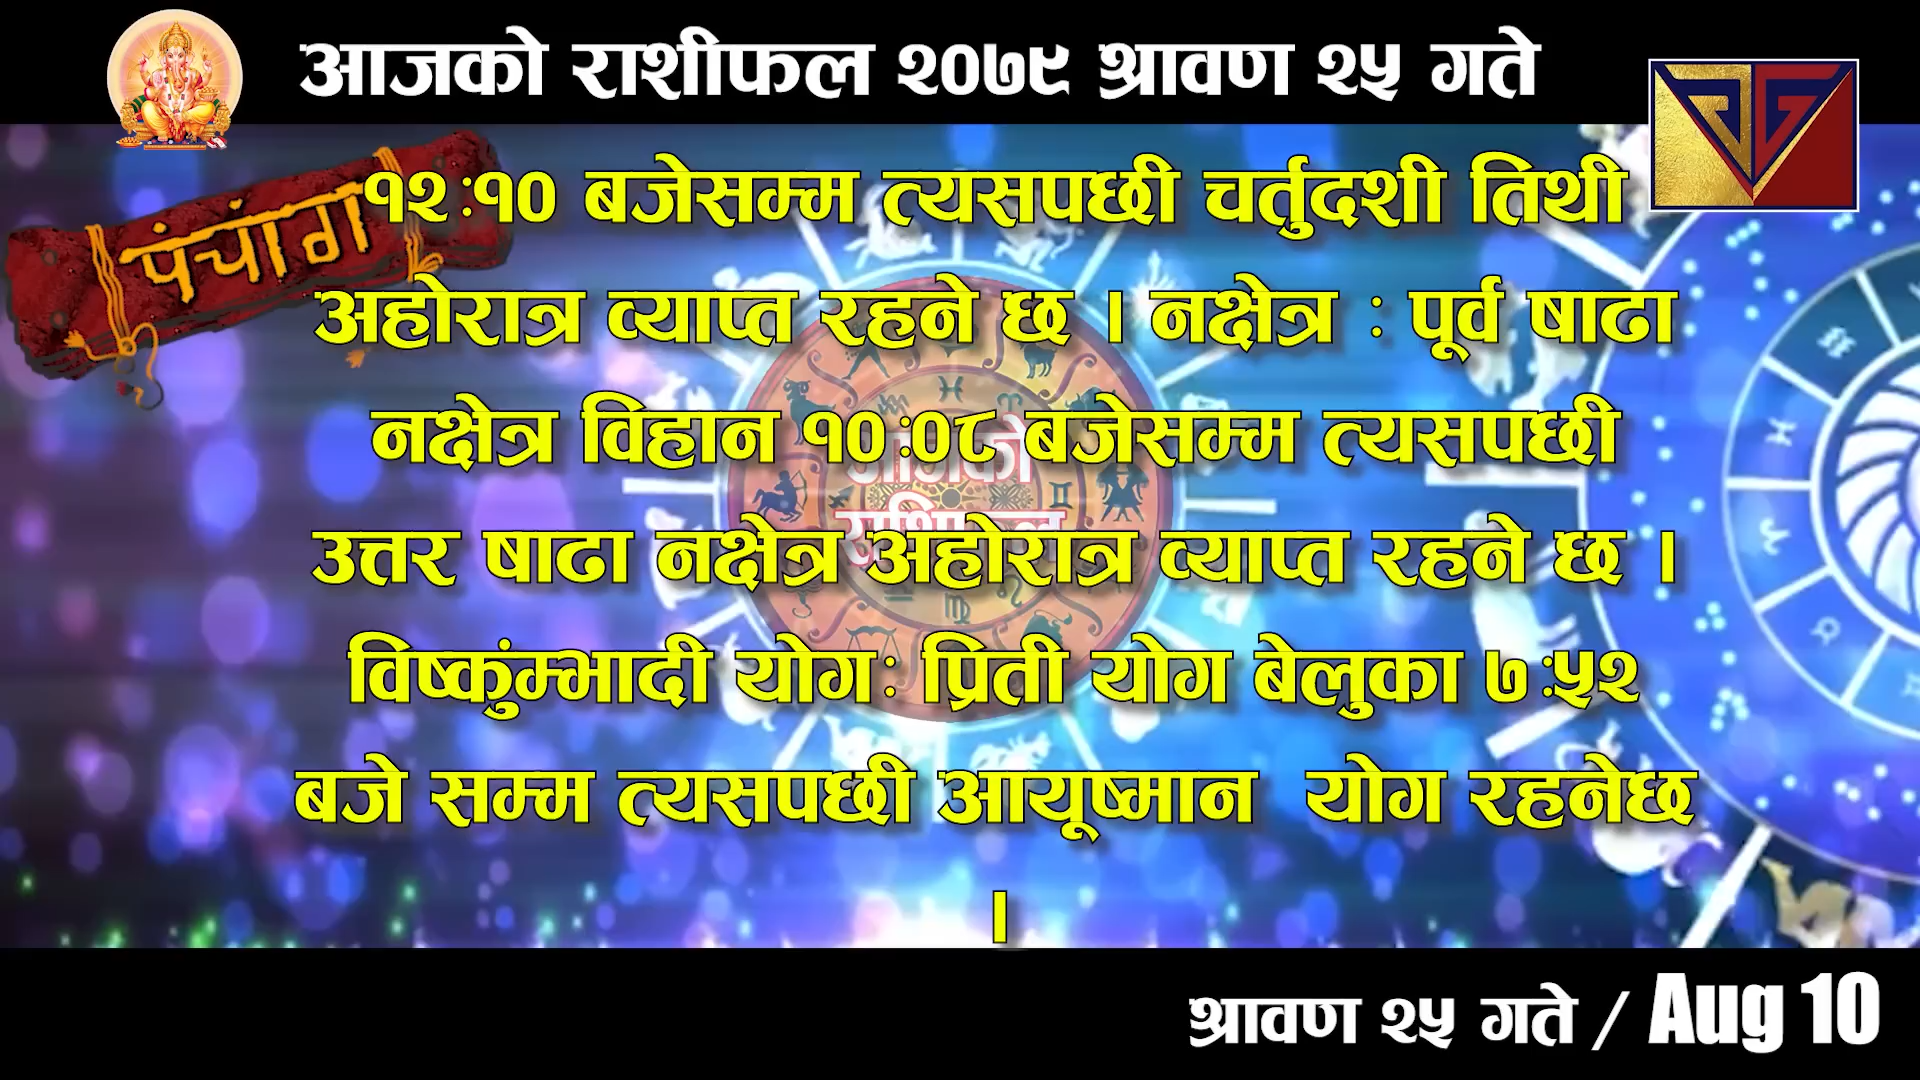 आजको राशीफल २०७९ श्रावण २५ गते
पंचांग
१२:१० बजेसम्म त्यसपछी चर्तुदशी तिथी
अहोरात्र व्याप्त रहने छ । नक्षेत्र : पूर्व षाढा
नक्षेत्र विहान १०:०८ बजेसम्म त्यसपछी
उत्तर षाढा नक्षेत्र अहोरात्र व्याप्त रहने छ ।
विष्कुंम्भादी योग: प्रिती योग बेलुका ७:५२
बजे सम्म त्यसपछी आयूष्मान योग रहनेछ
।
आजको
राशिफल
श्रावण २५ गते / Aug 10